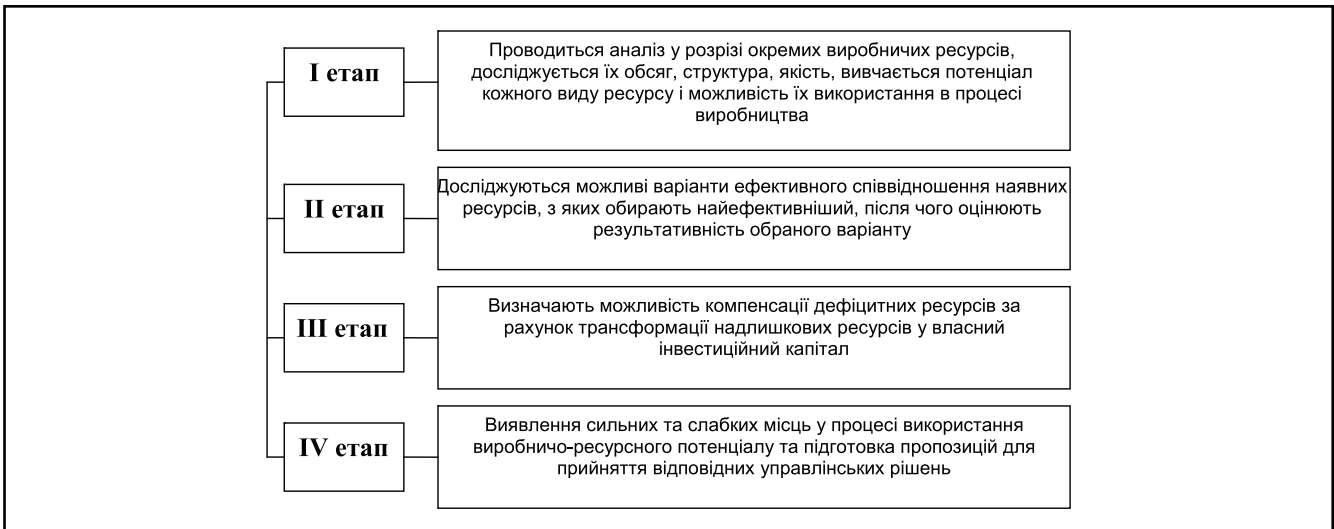 I етап
Проводиться аналіз у розрізі окремих виробничих ресурсів,
досліджується їх обсяг, структура, якість, вивчається потенціал
кожного виду ресурсу і можливість їх використання в процесі
виробництва
II етап
Досліджуються можливі варіанти ефективного співвідношення наявних
ресурсів, з яких обирають найефективніший, після чого оцінюють
результативність обраного варіанту
III етап
Визначають можливість компенсації дефіцитних ресурсів за
рахунок трансформації надлишкових ресурсів у власний
інвестиційний капітал
IV етап
Виявлення сильних та слабких місць у процесі використання
виробничо-ресурсного потенціалу та підготовка пропозицій для
прийняття відповідних управлінських рішень